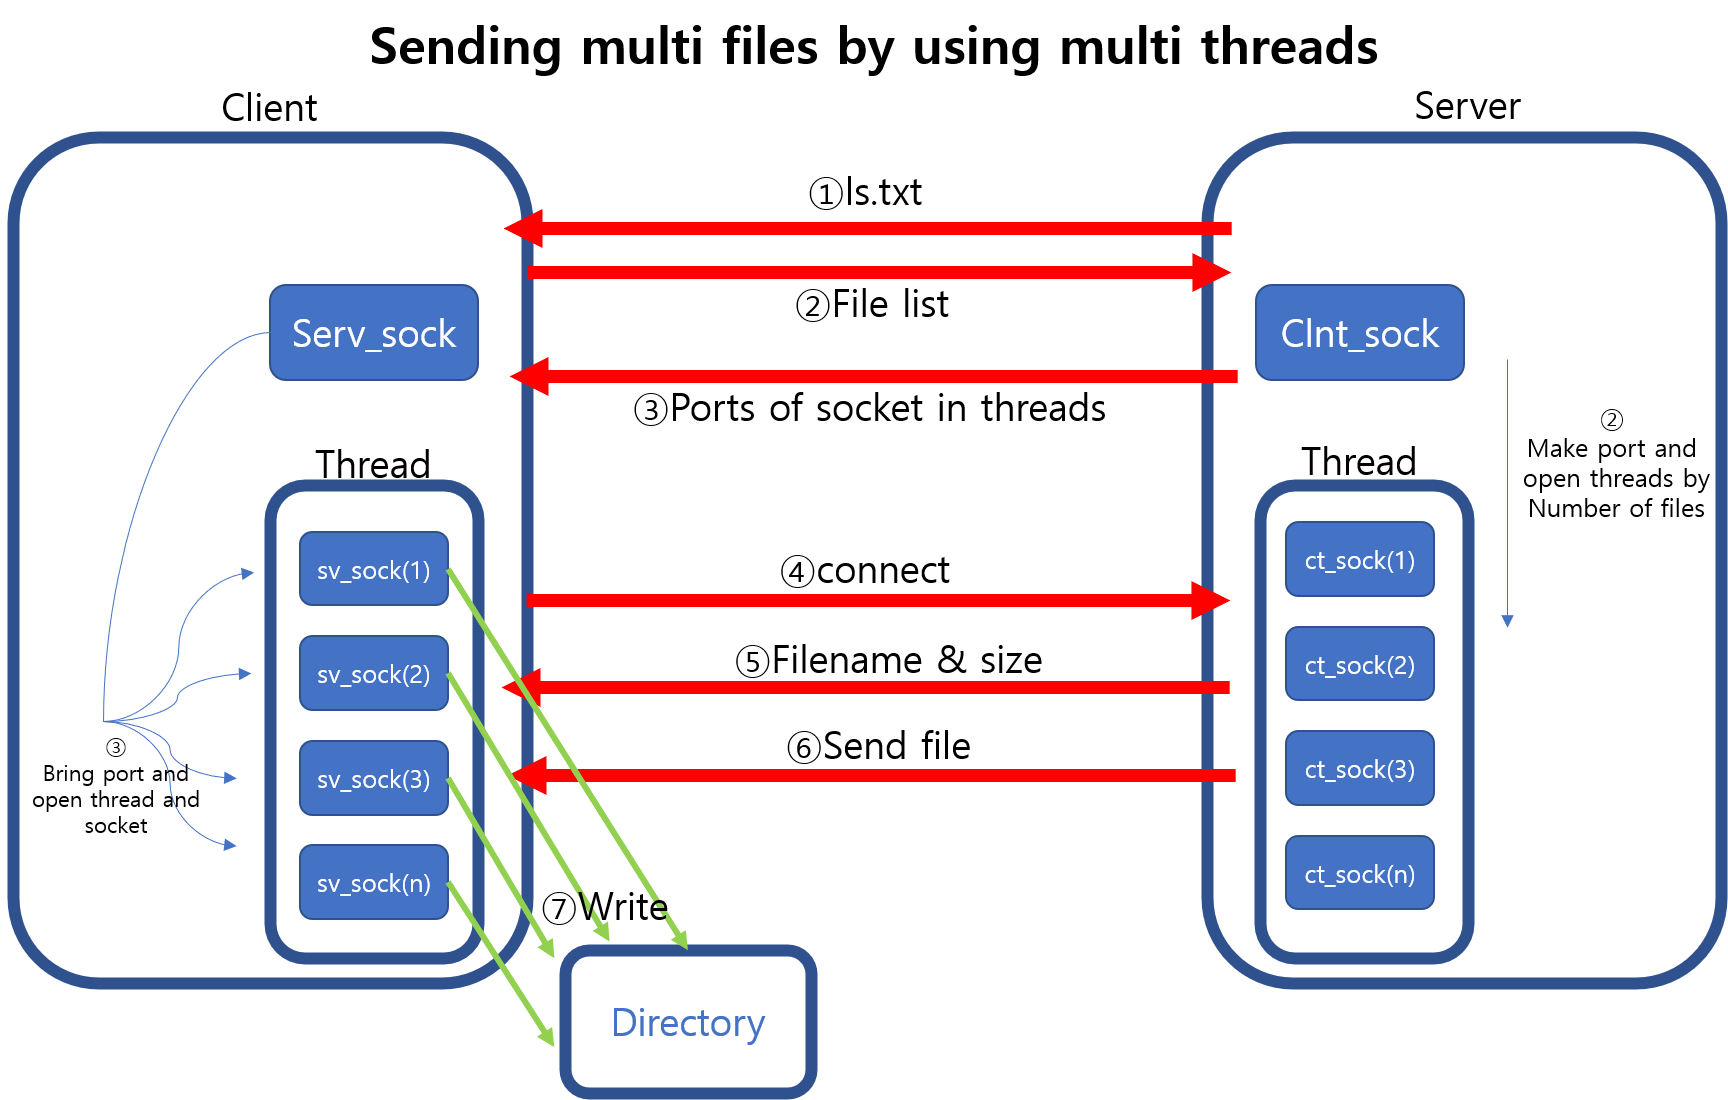 Sending multi files by using multi threads
Client
Server
①ls.txt
②File list
Serv_sock
Clnt_sock
③Ports of socket in threads
②
Make port and
open threads by
Number of files
Thread
Thread
sv_sock(1)
sv_sock(2)
sv_sock(3)
sv_sock(n)
④connect
⑤Filename & size
⑥Send file
ct_sock(1)
ct_sock(2)
ct_sock(3)
ct_sock(n)
③
Bring port and
open thread and
socket
⑦Write
Directory